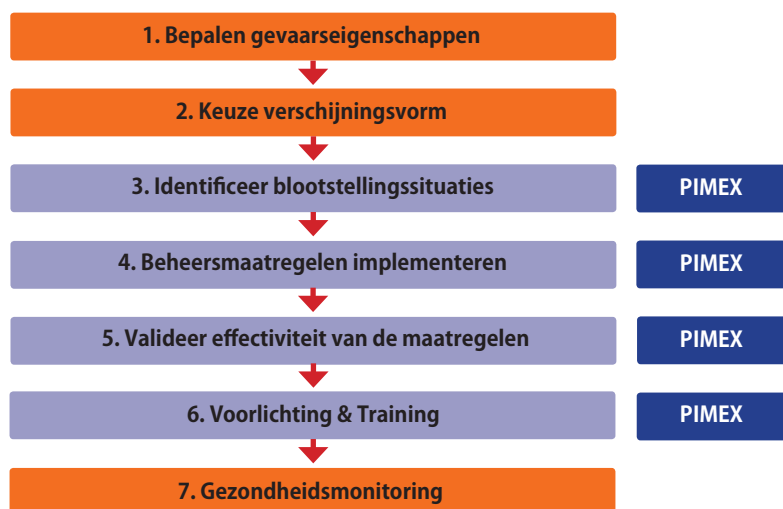 1. Bepalen gevaarseigenschappen
2. Keuze verschijningsvorm
3. Identificeer blootstellingssituaties PIMEX
4. Beheersmaatregelen implementeren PIMEX
5. Valideer effectiviteit van de maatregelen PIMEX
6. Voorlichting & Training PIMEX
7. Gezondheidsmonitoring